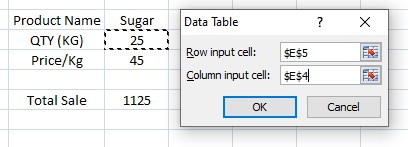 Product Name Sugar
QTY (KG) 25
Price/Kg 45
Total Sale 1125
Data Table ? ×
Row input cell: $E$5
Column input cell: $E$4
OK Cancel